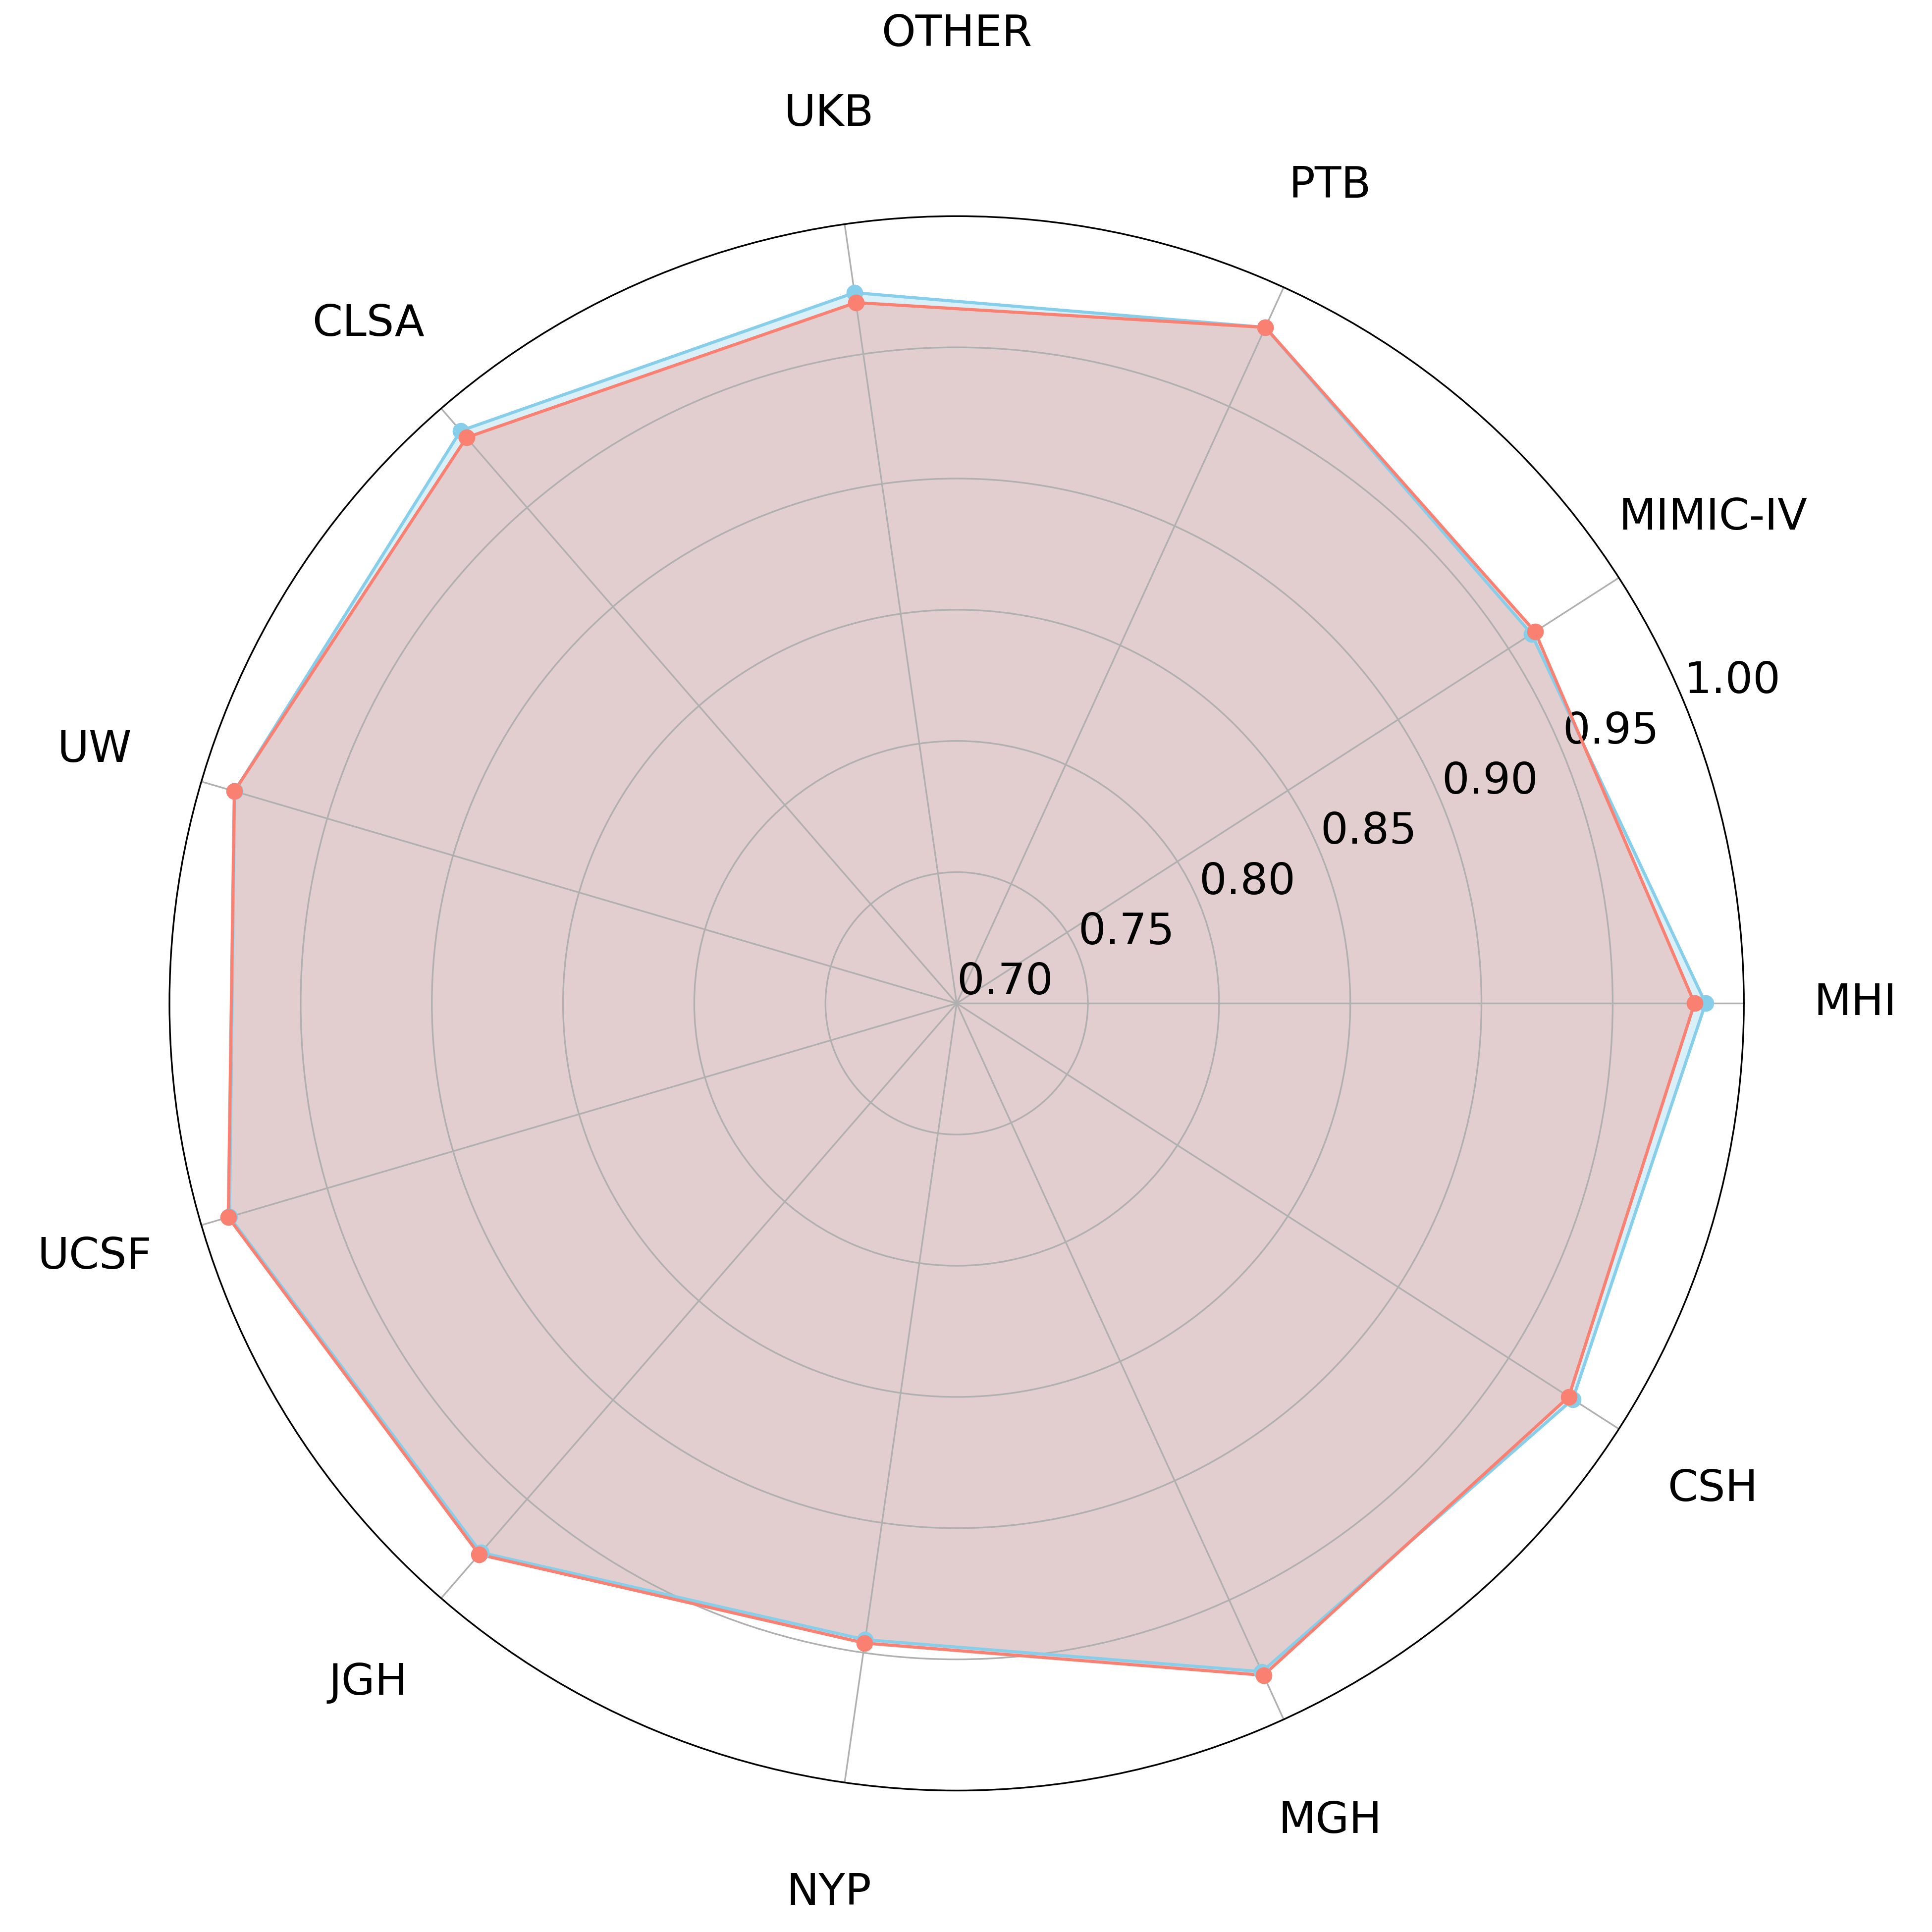 OTHER
UKB
PTB
CLSA
MIMIC-IV
1.00
0.95
UW
0.90
0.85
0.80
0.75
0.70
MHI
UCSF
CSH
JGH
MGH
NYP